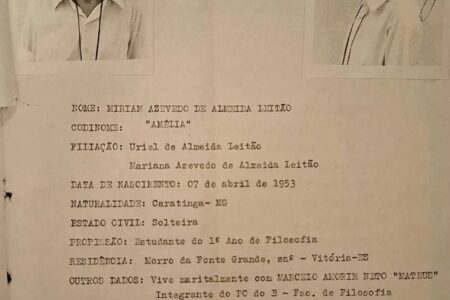 NOME: MIRIAM AZEVEDO DE ALMEIDA LEITÃO
CODINOME: "AMÉLIA"
FILIAÇÃO: Uriel de Almeida Leitão
Mariana Azevedo de Almeida Leitão
DATA DE NASCIMENTO: 07 de abril de 1953
NATURALIDADE: Caratinga- MG
ESTADO CIVIL: Solteira
PROFISSÃO: Estudante do 1º Ano de Filosofia
RESIDÊNCIA: Morro da Fonte Grande, snº - Vitória-ES
OUTROS DADOS: Vive maritalmente com MARCELO AMORIM NETO "MATEUS"
Integrante do PC do B - Fac. de Filosofia